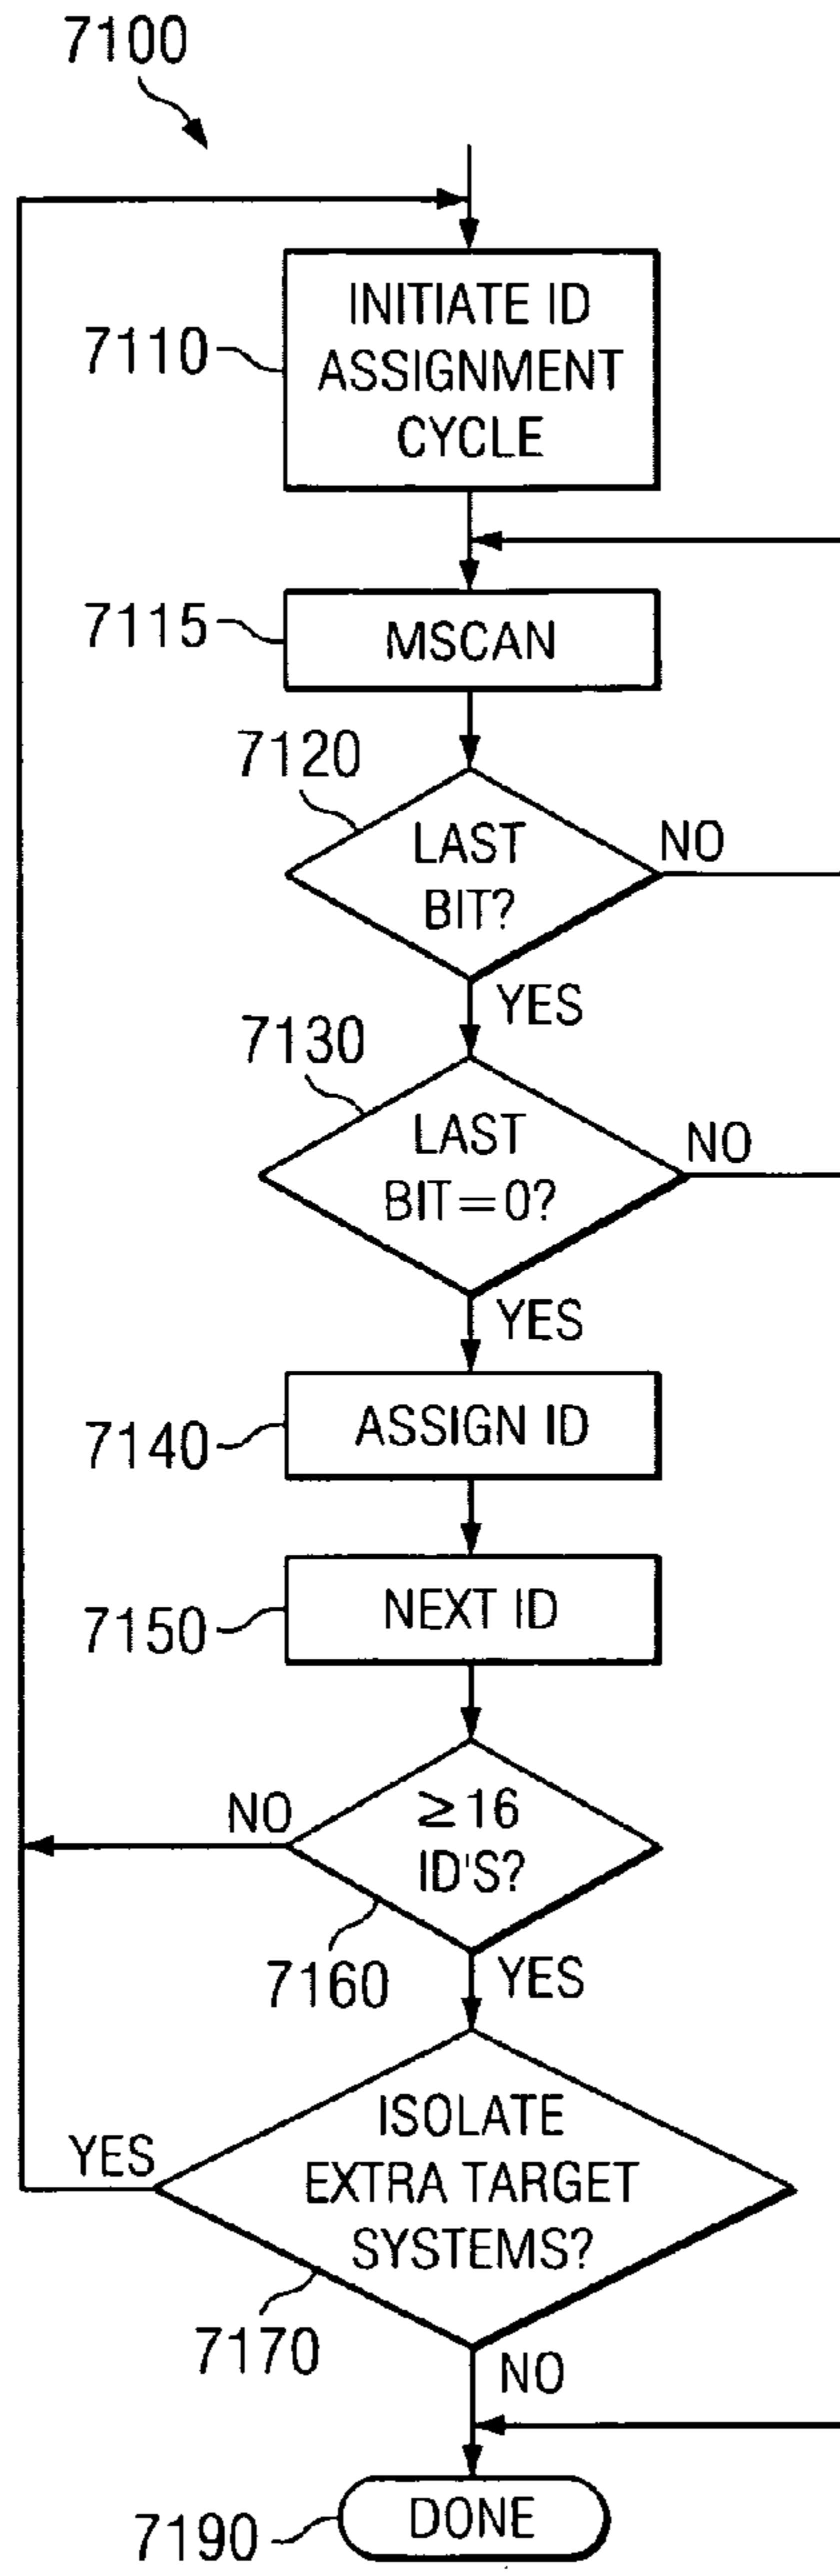 7100
INITIATE ID
ASSIGNMENT
CYCLE
7110
7115
MSCAN
7120
LAST
BIT?
NO
YES
7130
LAST
BIT=0?
NO
YES
7140
ASSIGN ID
7150
NEXT ID
NO
≥16
ID'S?
7160
YES
YES
ISOLATE
EXTRA TARGET
SYSTEMS?
7170
NO
7190
DONE